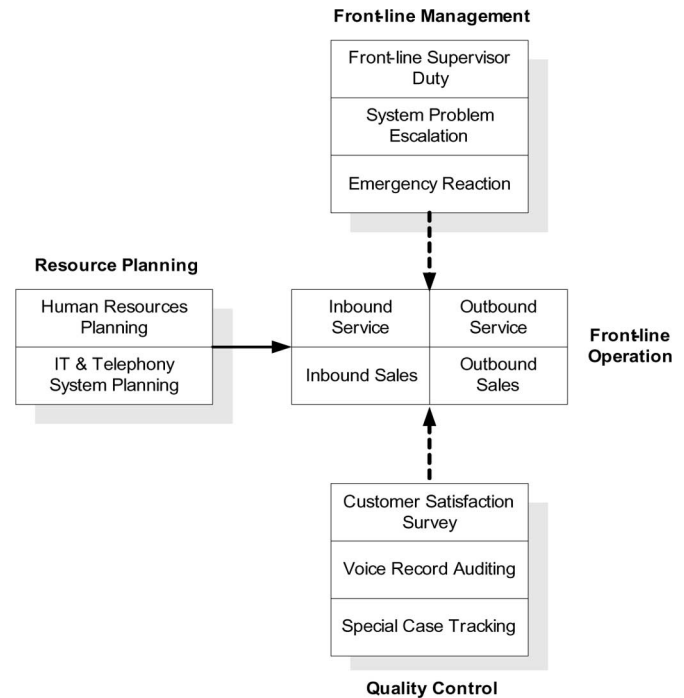 Front-line Management
Front-line Supervisor
Duty
System Problem
Escalation
Emergency Reaction
Resource Planning
Human Resources
Planning
IT & Telephony
System Planning
Inbound
Service
Outbound
Service
Inbound Sales
Outbound
Sales
Front-line
Operation
Customer Satisfaction
Survey
Voice Record Auditing
Special Case Tracking
Quality Control